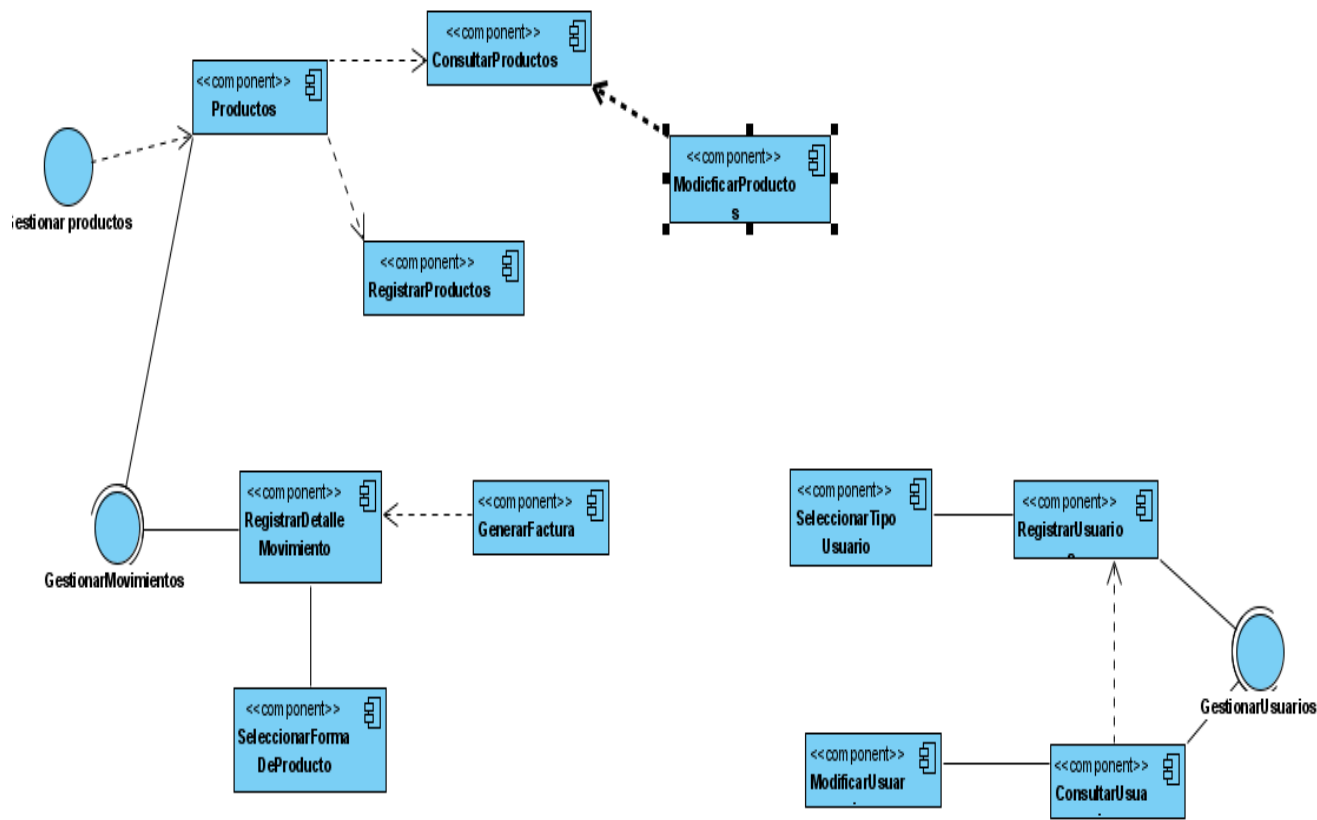 <<component>>
ConsultarProductos
<<component>>
Productos
<<component>>
ModicficarProducto
s
Gestionar productos
<<component>>
RegistrarProductos
<<component>>
RegistrarDetalle
Movimiento
<<component>>
GenerarFactura
GestionarMovimientos
<<component>>
SeleccionarForma
DeProducto
<<component>>
SeleccionarTipo
Usuario
<<component>>
RegistrarUsuario
GestionarUsuarios
<<component>>
ModificarUsuar
<<component>>
ConsultarUsua